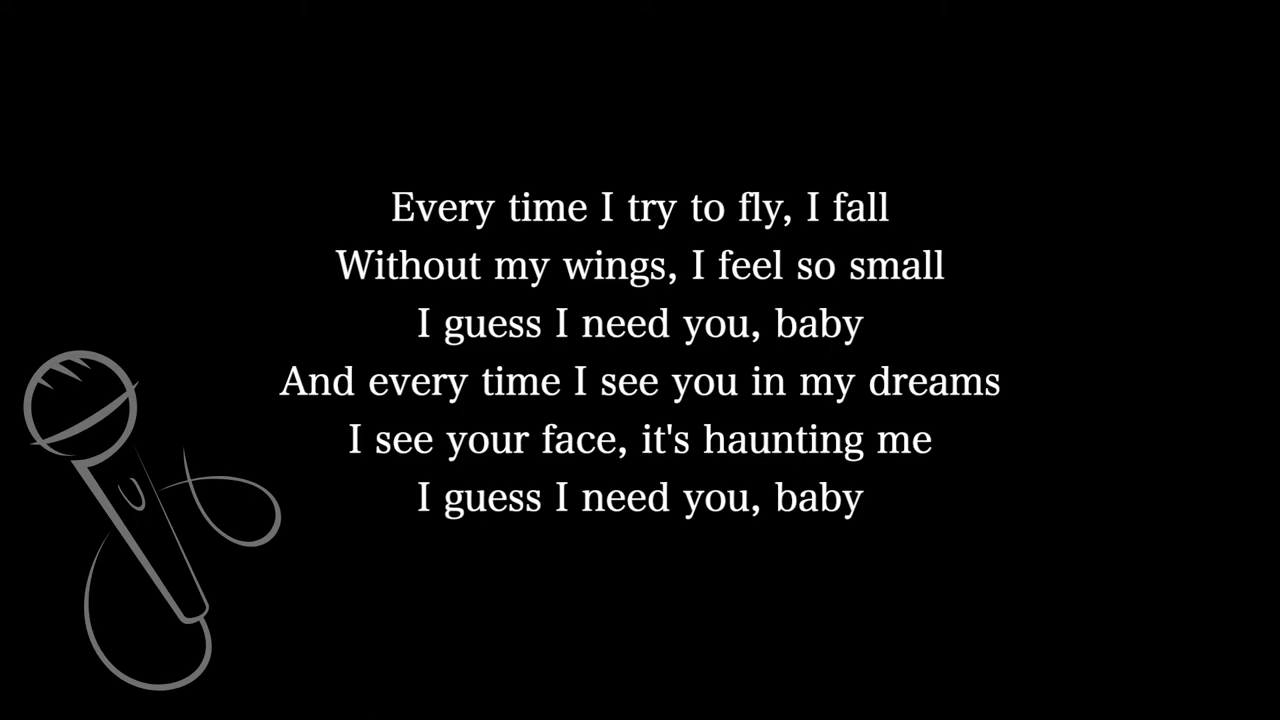 Every time I try to fly, I fall
Without my wings, I feel so small
I guess I need you, baby
And every time I see you in my dreams
I see your face, it's haunting me
I guess I need you, baby